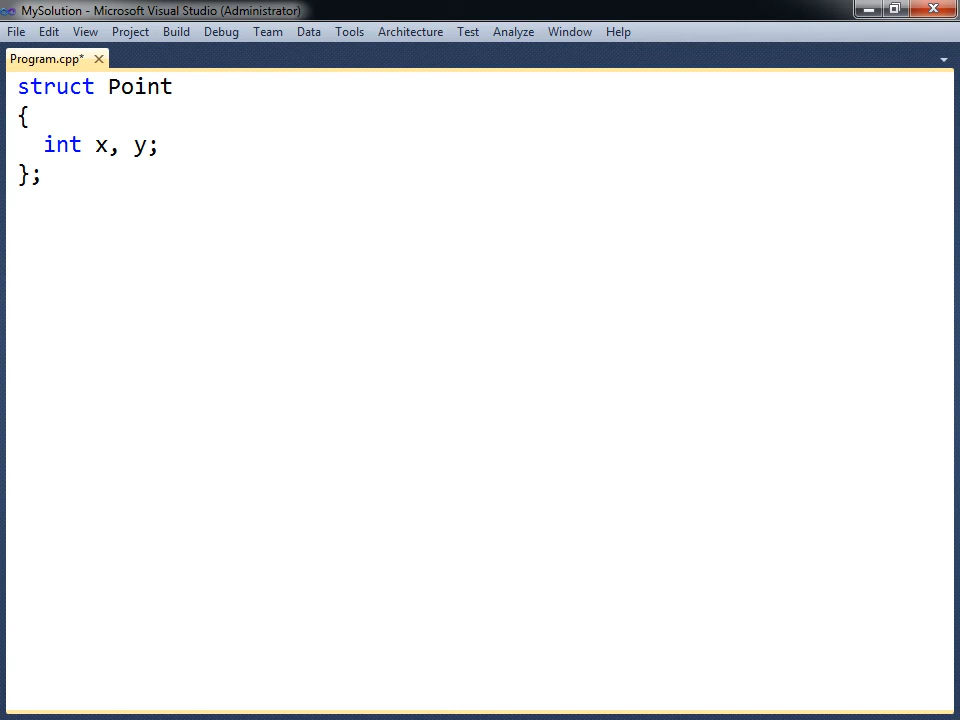 MySolution - Microsoft Visual Studio (Administrator)
File Edit View Project Build Debug Team Data Tools Architecture Test Analyze Window Help
Program.cpp*
struct Point
{
  int x, y;
};